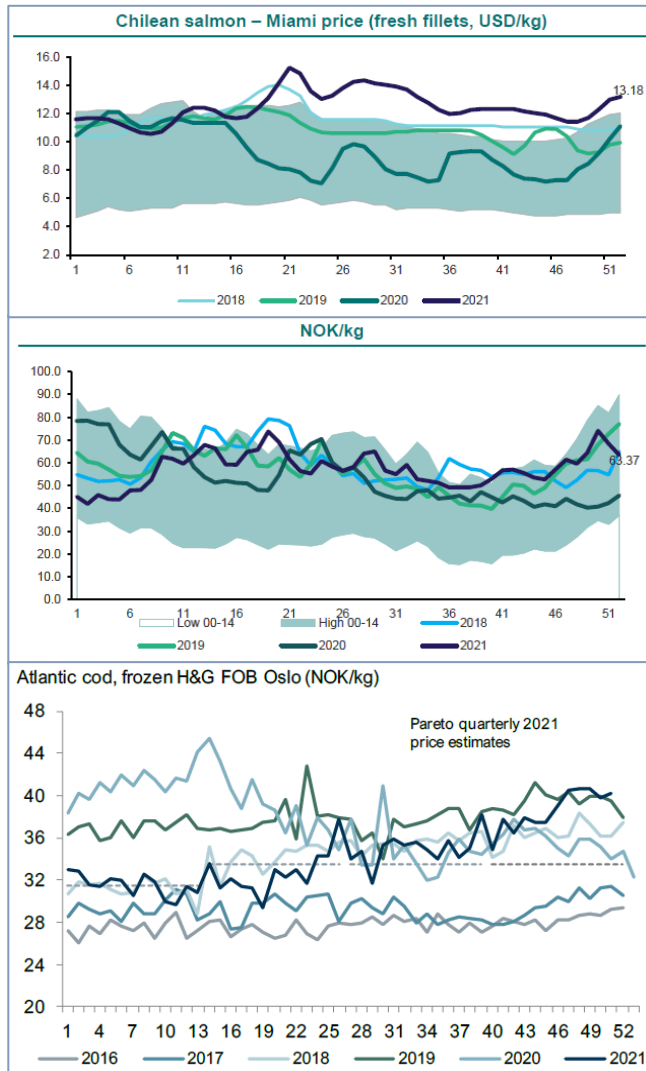 Chilean salmon – Miami price (fresh fillets, USD/kg)
16.0
14.0
12.0
10.0
8.0
6.0
4.0
2.0
13.18
1 6 11 16 21 26 31 36 41 46 51
2018 2019 2020 2021
NOK/kg
100.0
90.0
80.0
70.0
60.0
50.0
40.0
30.0
20.0
10.0
0.0
63.37
1 6 11 16 21 26 31 36 41 46 51
Low 00-14 High 00-14 2018
2019 2020 2021
Atlantic cod, frozen H&G FOB Oslo (NOK/kg)
48
44
40
36
32
28
24
20
Pareto quarterly 2021
price estimates
1 4 7 10 13 16 19 22 25 28 31 34 37 40 43 46 49 52
2016 2017 2018 2019 2020 2021